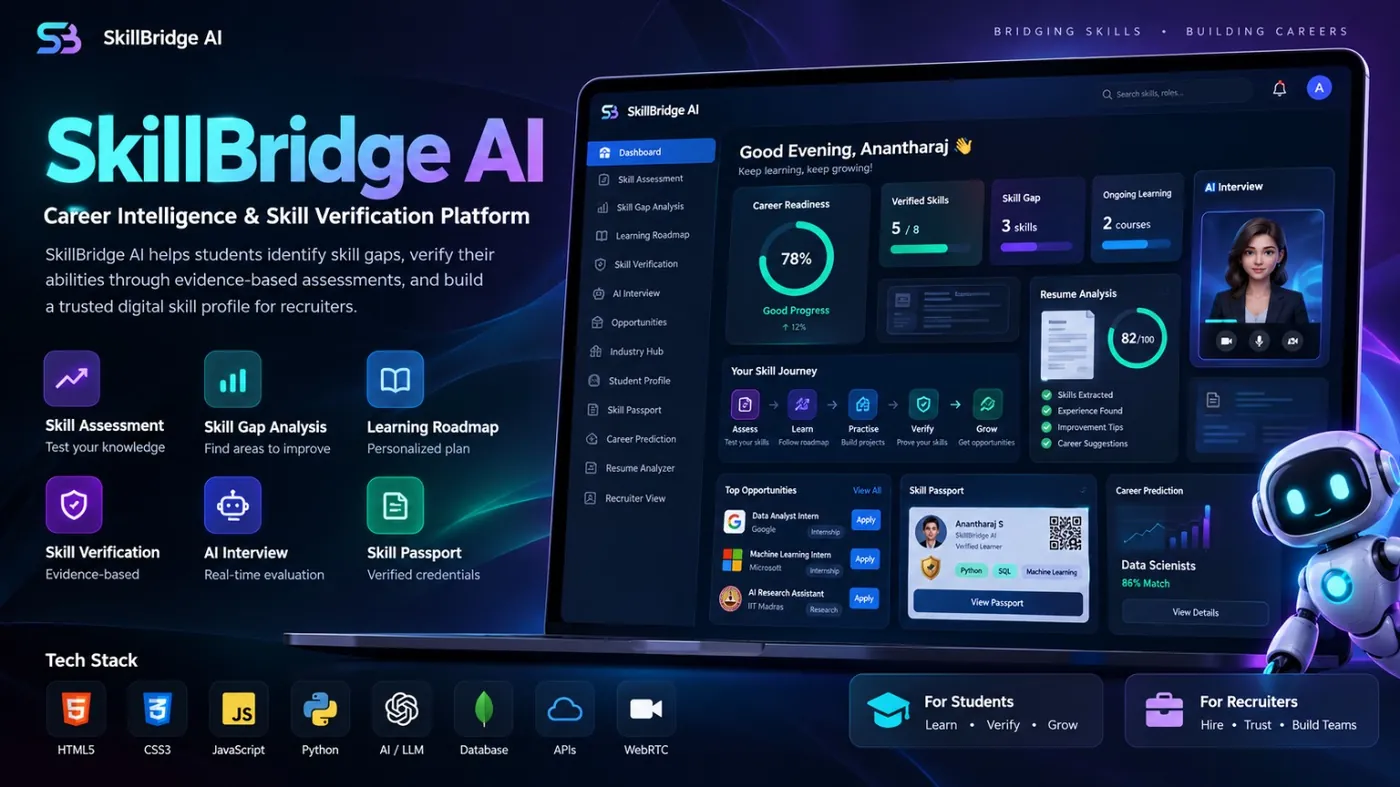 SkillBridge AI
BRIDGING SKILLS • BUILDING CAREERS
SkillBridge AI
Career Intelligence & Skill Verification Platform
SkillBridge AI helps students identify skill gaps, verify their
abilities through evidence-based assessments, and build
a trusted digital skill profile for recruiters.
Skill Assessment
Test your knowledge
Skill Gap Analysis
Find areas to improve
Learning Roadmap
Personalized plan
Skill Verification
Evidence-based
AI Interview
Real-time evaluation
Skill Passport
Verified credentials
Tech Stack
HTML5
CSS3
JS
JavaScript
Python
AI / LLM
Database
APIs
WebRTC
SkillBridge AI
Search skills, roles...
A
Dashboard
Skill Assessment
Skill Gap Analysis
Learning Roadmap
Skill Verification
AI Interview
Opportunities
Industry Hub
Student Profile
Skill Passport
Career Prediction
Resume Analyzer
Recruiter View
Good Evening, Anantharaj 👋
Keep learning, keep growing!
Career Readiness
78%
Good Progress
↑ 12%
Verified Skills
5 / 8
Skill Gap
3 skills
Ongoing Learning
2 courses
AI Interview
Resume Analysis
82/100
Skills Extracted
Experience Found
Improvement Tips
Career Suggestions
Your Skill Journey
Assess
Test your skills
Learn
Follow roadmap
Practise
Build projects
Verify
Prove your skills
Grow
Get opportunities
Top Opportunities
View All
Data Analyst Intern
Google
Internship
Apply
Machine Learning Intern
Microsoft
Internship
Apply
AI Research Assistant
IIT Madras
Research
Apply
Skill Passport
Anantharaj S
SkillBridge AI
Verified Learner
Python
SQL
Machine Learning
View Passport
Career Prediction
Data Scientists
86% Match
View Details
For Students
Learn • Verify • Grow
For Recruiters
Hire • Trust • Build Teams